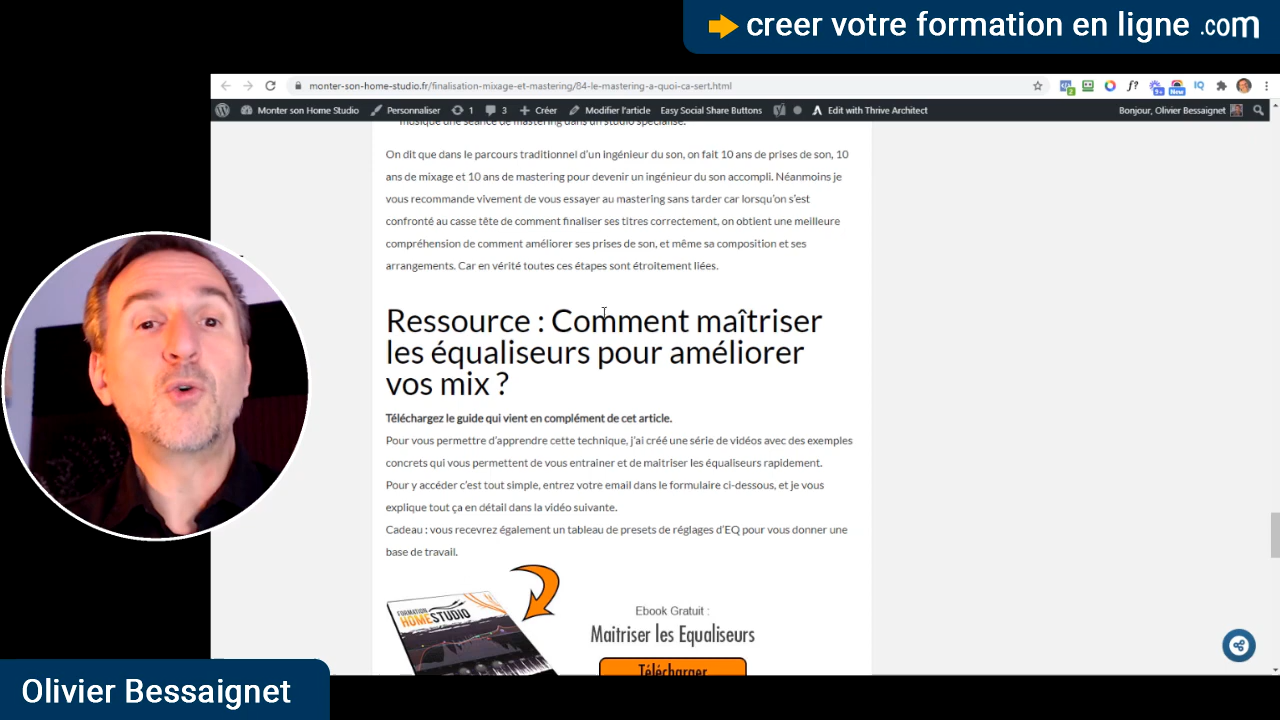 creer votre formation en ligne .com
monter-son-home-studio.fr/finalisation-mixage-et-mastering/84-le-mastering-a-quoi-ca-sert.html
Monter son Home Studio Personnaliser 1 3 Créer Modifier l'article Easy Social Share Buttons Edit with Thrive Architect Bonjour, Olivier Bessaignet
musique une séance de mastering dans un studio spécialisé.
On dit que dans le parcours traditionnel d'un ingénieur du son, on fait 10 ans de prises de son, 10
ans de mixage et 10 ans de mastering pour devenir un ingénieur du son accompli. Néanmoins je
vous recommande vivement de vous essayer au mastering sans tarder car lorsqu'on s'est
confronté au casse tête de comment finaliser ses titres correctement, on obtient une meilleure
compréhension de comment améliorer ses prises de son, et même sa composition et ses
arrangements. Car en vérité toutes ces étapes sont étroitement liées.
Ressource : Comment maîtriser
les équaliseurs pour améliorer
vos mix ?
Téléchargez le guide qui vient en complément de cet article.
Pour vous permettre d'apprendre cette technique, j'ai créé une série de vidéos avec des exemples
concrets qui vous permettent de vous entrainer et de maitriser les équaliseurs rapidement.
Pour y accéder c'est tout simple, entrez votre email dans le formulaire ci-dessous, et je vous
explique tout ça en détail dans la vidéo suivante.
Cadeau : vous recevrez également un tableau de presets de réglages d'EQ pour vous donner une
base de travail.
FORMATION
HOMESTUDIO
Ebook Gratuit :
Maitriser les Equaliseurs
Télécharger
Olivier Bessaignet